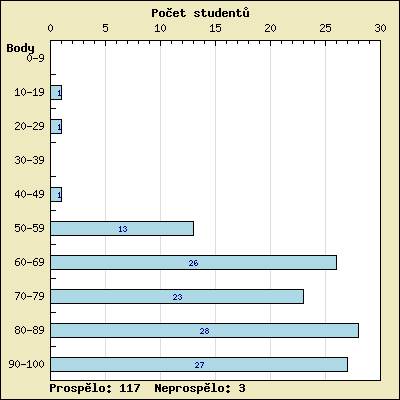 Počet studentů
0 5 10 15 20 25 30
Body
0-9
10-19 1
20-29 1
30-39
40-49 1
50-59 13
60-69 26
70-79 23
80-89 28
90-100 27
Prospělo: 117 Neprospělo: 3